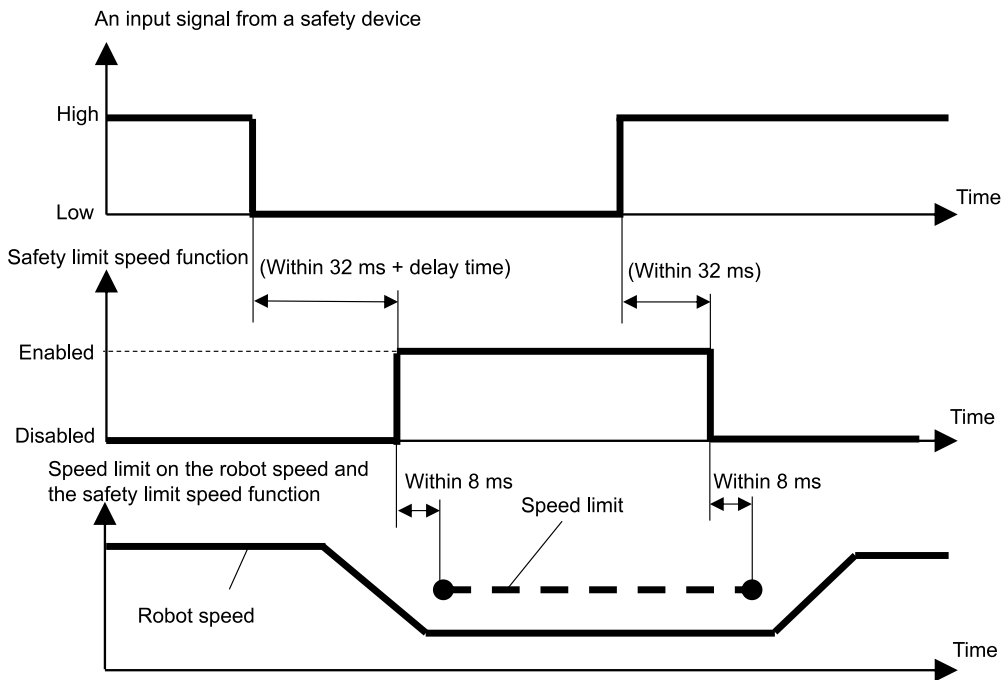 An input signal from a safety device
High
Low
Time
Safety limit speed function
(Within 32 ms + delay time)
(Within 32 ms)
Enabled
Disabled
Time
Speed limit on the robot speed and
the safety limit speed function
Within 8 ms
Within 8 ms
Speed limit
Robot speed
Time